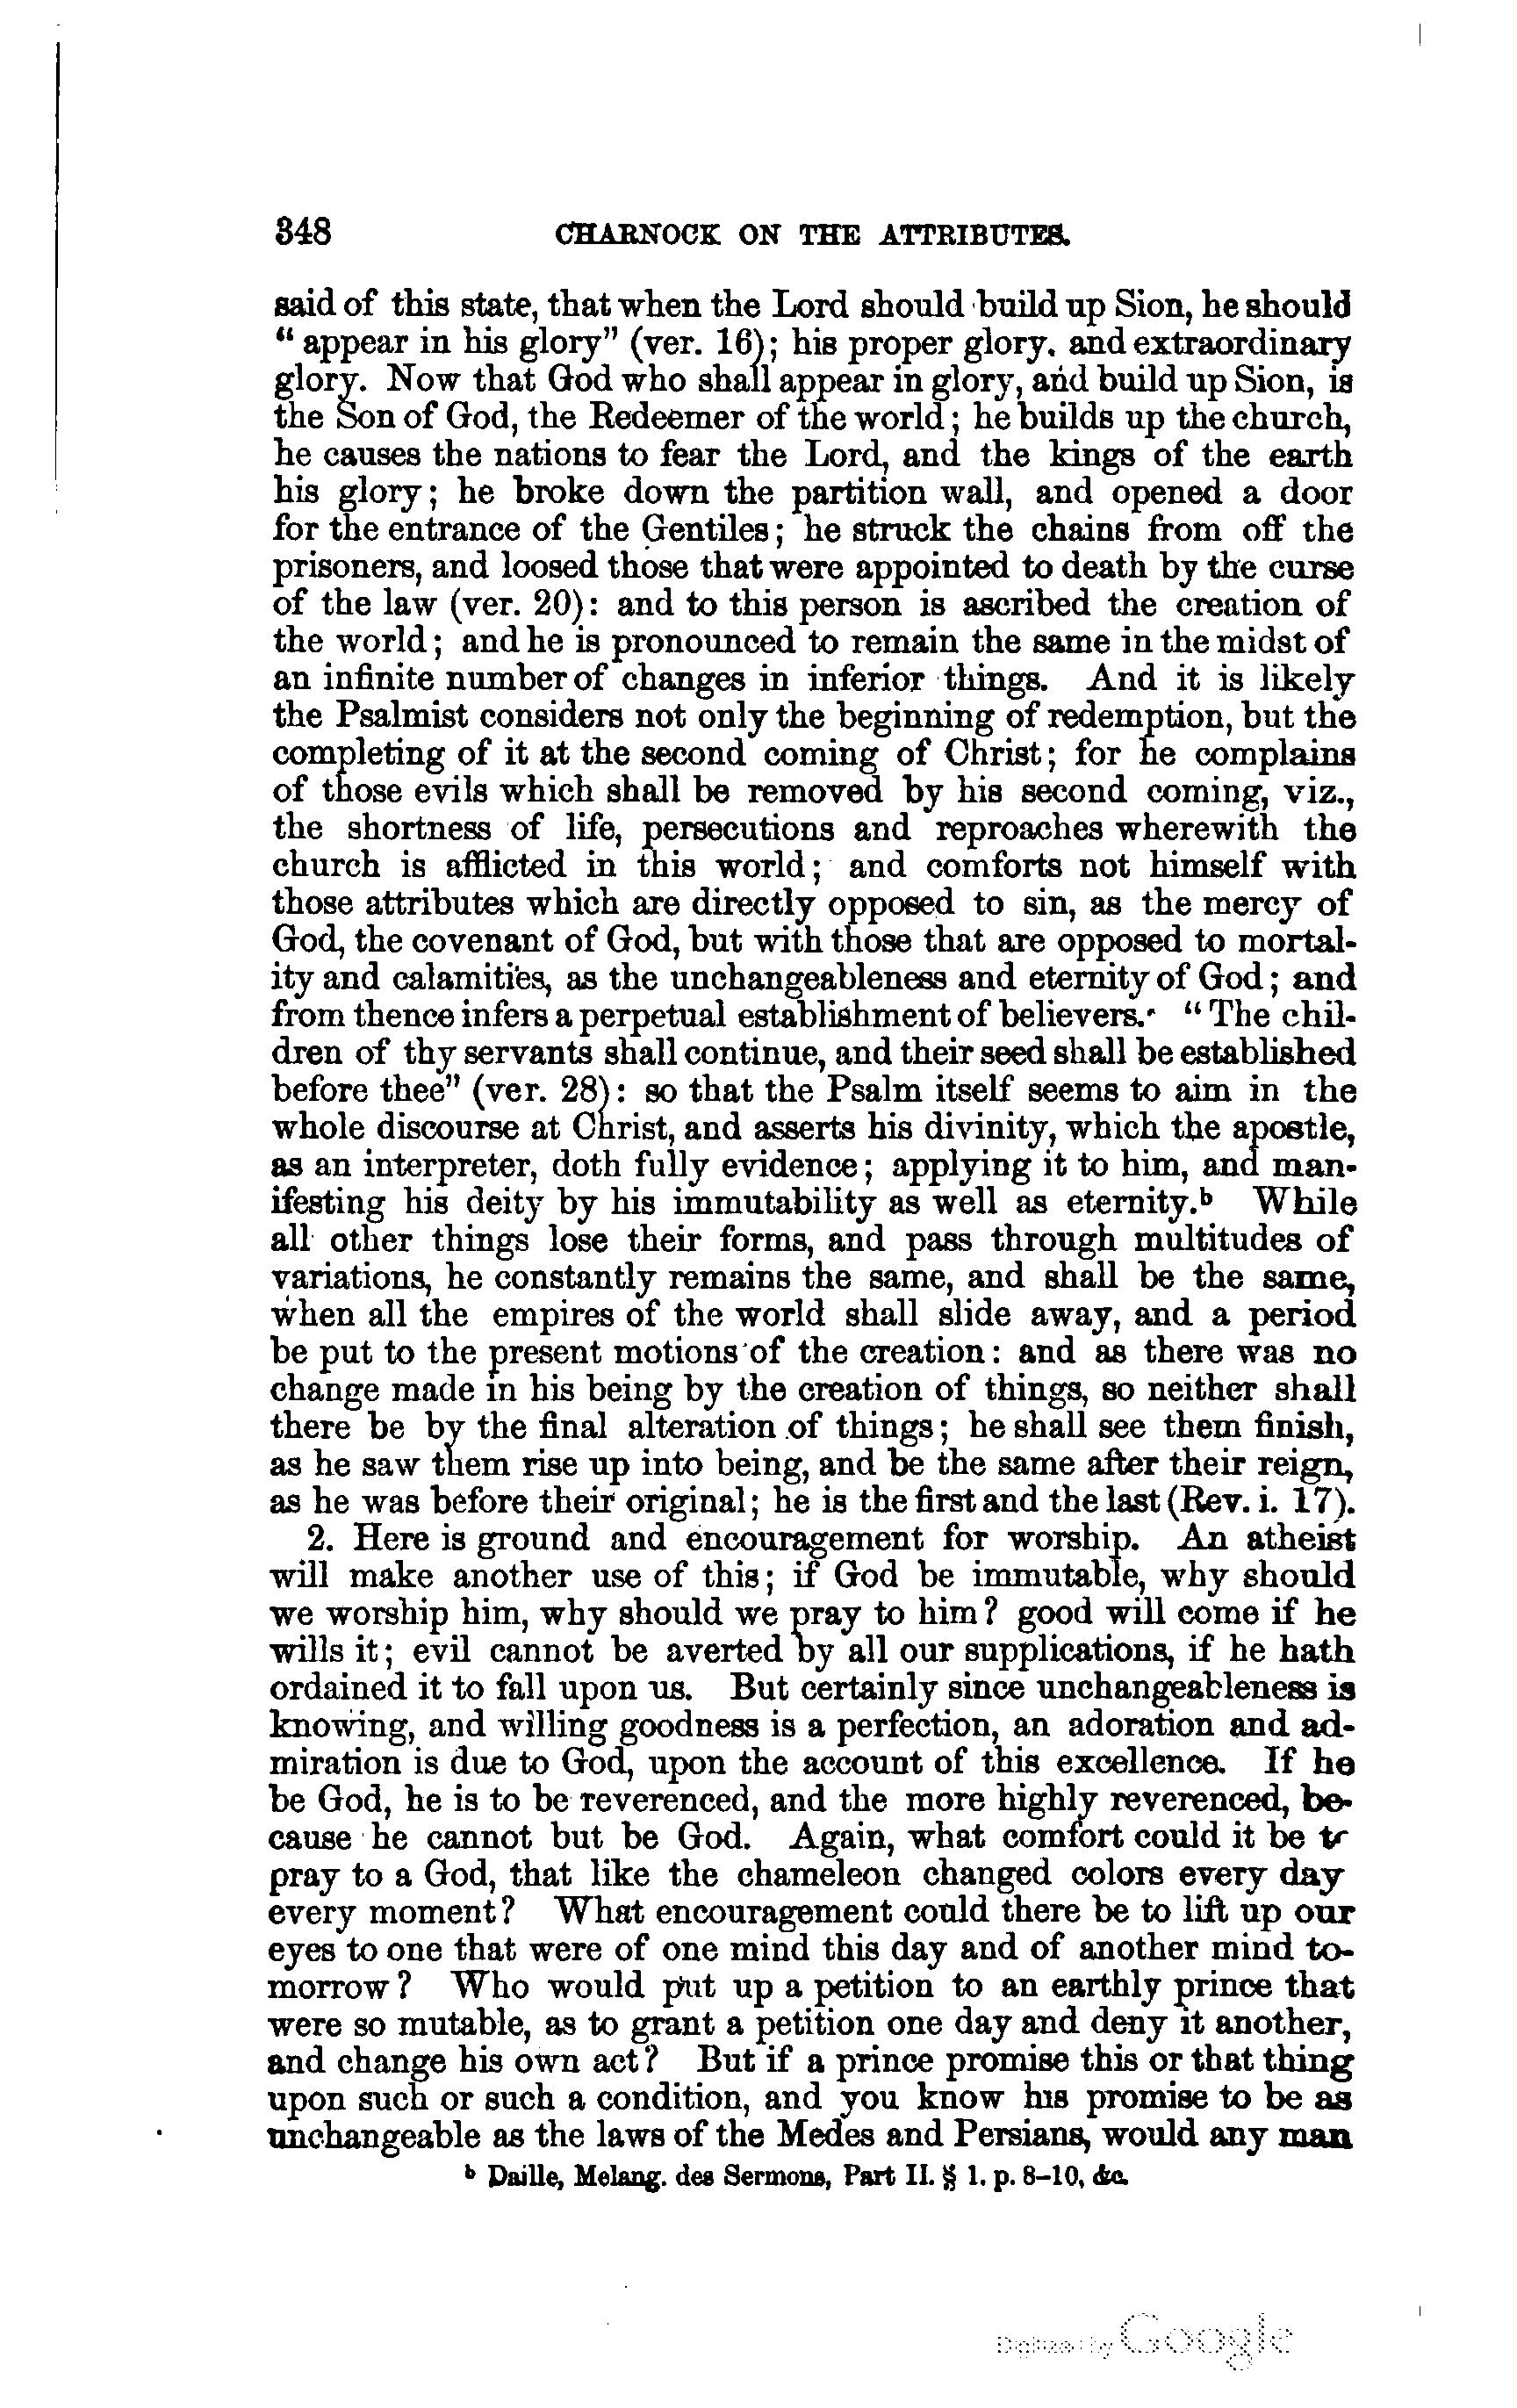 348 CHARNOCK ON THE ATTRIBUTES.
said of this state, that when the Lord should build up Sion, he should
“appear in his glory” (ver. 16); his proper glory, and extraordinary
glory. Now that God who shall appear in glory, and build up Sion, is
the Son of God, the Redeemer of the world; he builds up the church,
he causes the nations to fear the Lord, and the kings of the earth
his glory; he broke down the partition wall, and opened a door
for the entrance of the Gentiles; he struck the chains from off the
prisoners, and loosed those that were appointed to death by the curse
of the law (ver. 20): and to this person is ascribed the creation of
the world; and he is pronounced to remain the same in the midst of
an infinite number of changes in inferior things. And it is likely
the Psalmist considers not only the beginning of redemption, but the
completing of it at the second coming of Christ; for he complains
of those evils which shall be removed by his second coming, viz.,
the shortness of life, persecutions and reproaches wherewith the
church is afflicted in this world; and comforts not himself with
those attributes which are directly opposed to sin, as the mercy of
God, the covenant of God, but with those that are opposed to mortal-
ity and calamities, as the unchangeableness and eternity of God; and
from thence infers a perpetual establishment of believers. “The chil-
dren of thy servants shall continue, and their seed shall be established
before thee” (ver. 28): so that the Psalm itself seems to aim in the
whole discourse at Christ, and asserts his divinity, which the apostle,
as an interpreter, doth fully evidence; applying it to him, and man-
ifesting his deity by his immutability as well as eternity.ᵇ While
all other things lose their forms, and pass through multitudes of
variations, he constantly remains the same, and shall be the same,
when all the empires of the world shall slide away, and a period
be put to the present motions of the creation: and as there was no
change made in his being by the creation of things, so neither shall
there be by the final alteration of things; he shall see them finish,
as he saw them rise up into being, and be the same after their reign,
as he was before their original; he is the first and the last (Rev. i. 17).
2. Here is ground and encouragement for worship. An atheist
will make another use of this; if God be immutable, why should
we worship him, why should we pray to him? good will come if he
wills it; evil cannot be averted by all our supplications, if he hath
ordained it to fall upon us. But certainly since unchangeableness is
knowing, and willing goodness is a perfection, an adoration and ad-
miration is due to God, upon the account of this excellence. If he
be God, he is to be reverenced, and the more highly reverenced, be-
cause he cannot but be God. Again, what comfort could it be
pray to a God, that like the chameleon changed colors every day
every moment? What encouragement could there be to lift up our
eyes to one that were of one mind this day and of another mind to-
morrow? Who would put up a petition to an earthly prince that
were so mutable, as to grant a petition one day and deny it another,
and change his own act? But if a prince promise this or that thing
upon such or such a condition, and you know his promise to be as
unchangeable as the laws of the Medes and Persians, would any man
ᵇ Daille, Melang. des Sermons, Part II. § 1. p. 8–10, &c.
Digitized by Google